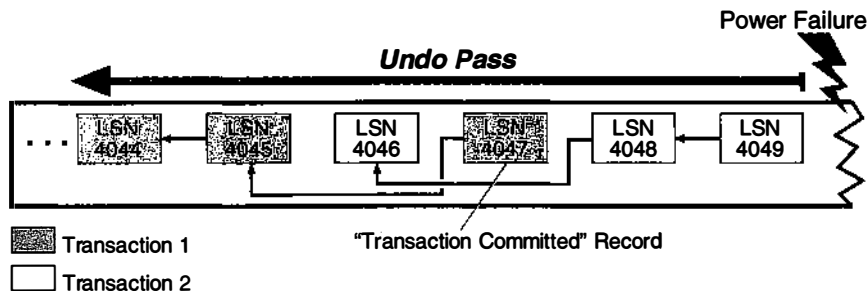 Power Failure
Undo Pass
... LSN 4044 LSN 4045 LSN 4046 LSN 4047 LSN 4048 LSN 4049
Transaction 1
"Transaction Committed" Record
Transaction 2